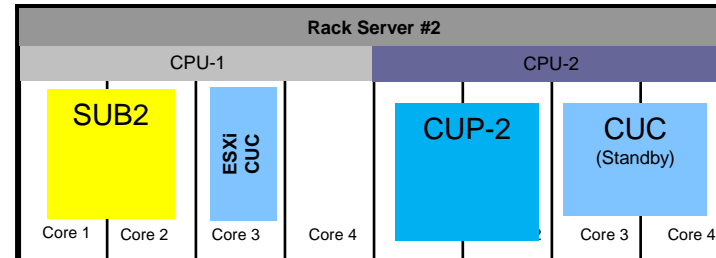 Rack Server #2
CPU-1 CPU-2
SUB2
ESXi
CUC
CUP-2
CUC
(Standby)
Core 1 Core 2 Core 3 Core 4 2 Core 3 Core 4